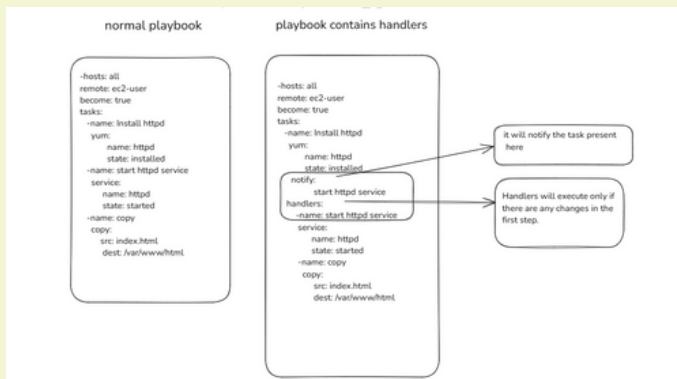 normal playbook
-hosts: all
remote: ec2-user
become: true
tasks:
-name: Install httpd
yum:
name: httpd
state: installed
-name: start httpd service
service:
name: httpd
state: started
-name: copy
copy:
src: index.html
dest: /var/www/html
playbook contains handlers
-hosts: all
remote: ec2-user
become: true
tasks:
-name: Install httpd
yum:
name: httpd
state: installed
notify:
start httpd service
handlers:
-name: start httpd service
service:
name: httpd
state: started
-name: copy
copy:
src: index.html
dest: /var/www/html
it will notify the task present
here
Handlers will execute only if
there are any changes in the
first step.